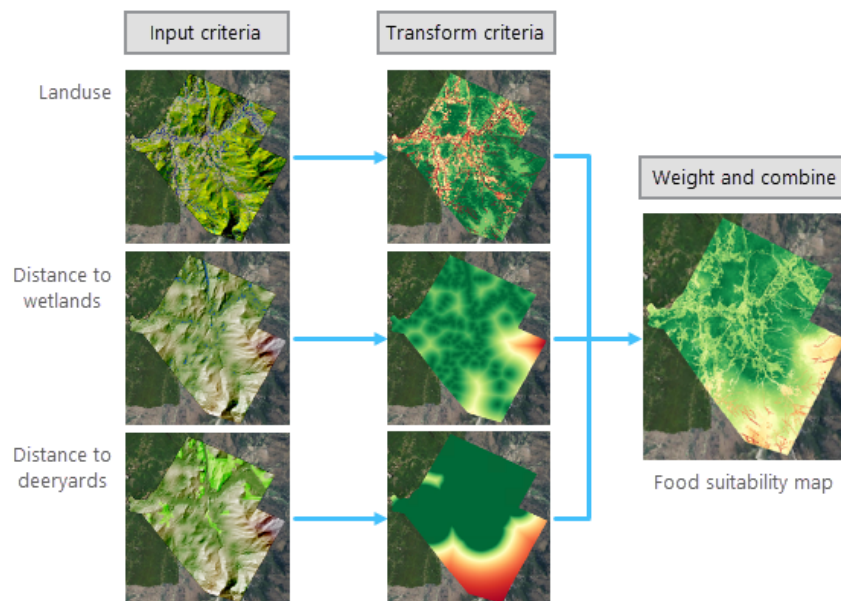 Input criteria
Transform criteria
Landuse
Weight and combine
Distance to
wetlands
Distance to
deeryards
Food suitability map